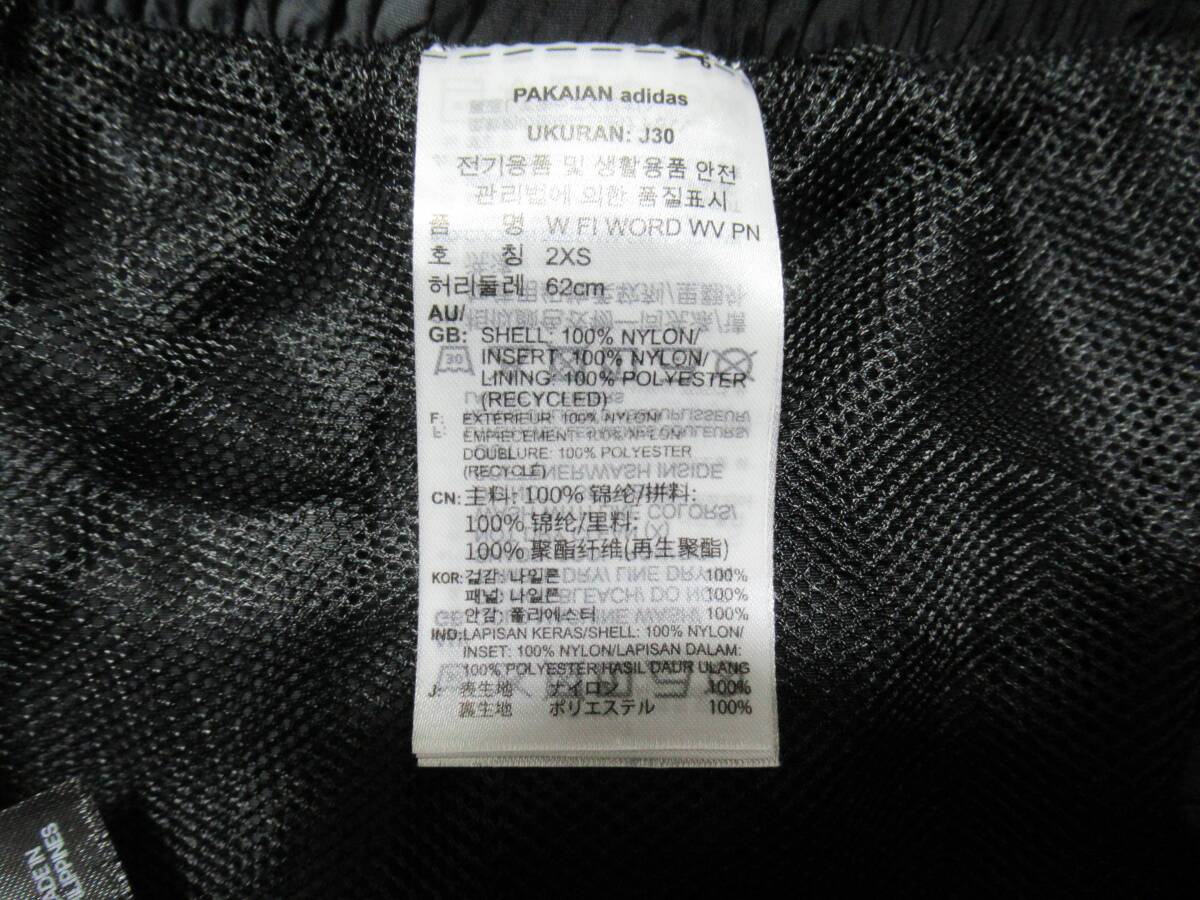 PAKAIAN adidas
UKURAN: J30
전기용품 및 생활용품 안전
관리법에 의한 품질표시
품 명 W FI WORD WV PN
호 칭 2XS
허리둘레 62cm
AU/
GB: SHELL: 100% NYLON/
INSERT: 100% NYLON/
LINING: 100% POLYESTER
(RECYCLED)
F: EXTERIEUR: 100% NYLON/
EMPIECEMENT: 100% NYLON/
DOUBLURE: 100% POLYESTER
(RECYCLE)
CN: 主料: 100% 锦纶/拼料:
100% 锦纶/里料:
100% 聚酯纤维(再生聚酯)
KOR: 겉감: 나일론 100%
패널: 나일론 100%
안감: 폴리에스터 100%
IND: LAPISAN KERAS/SHELL: 100% NYLON/
INSET: 100% NYLON/LAPISAN DALAM:
100% POLYESTER HASIL DAUR ULANG
J: 表生地 ナイロン 100%
裏生地 ポリエステル 100%